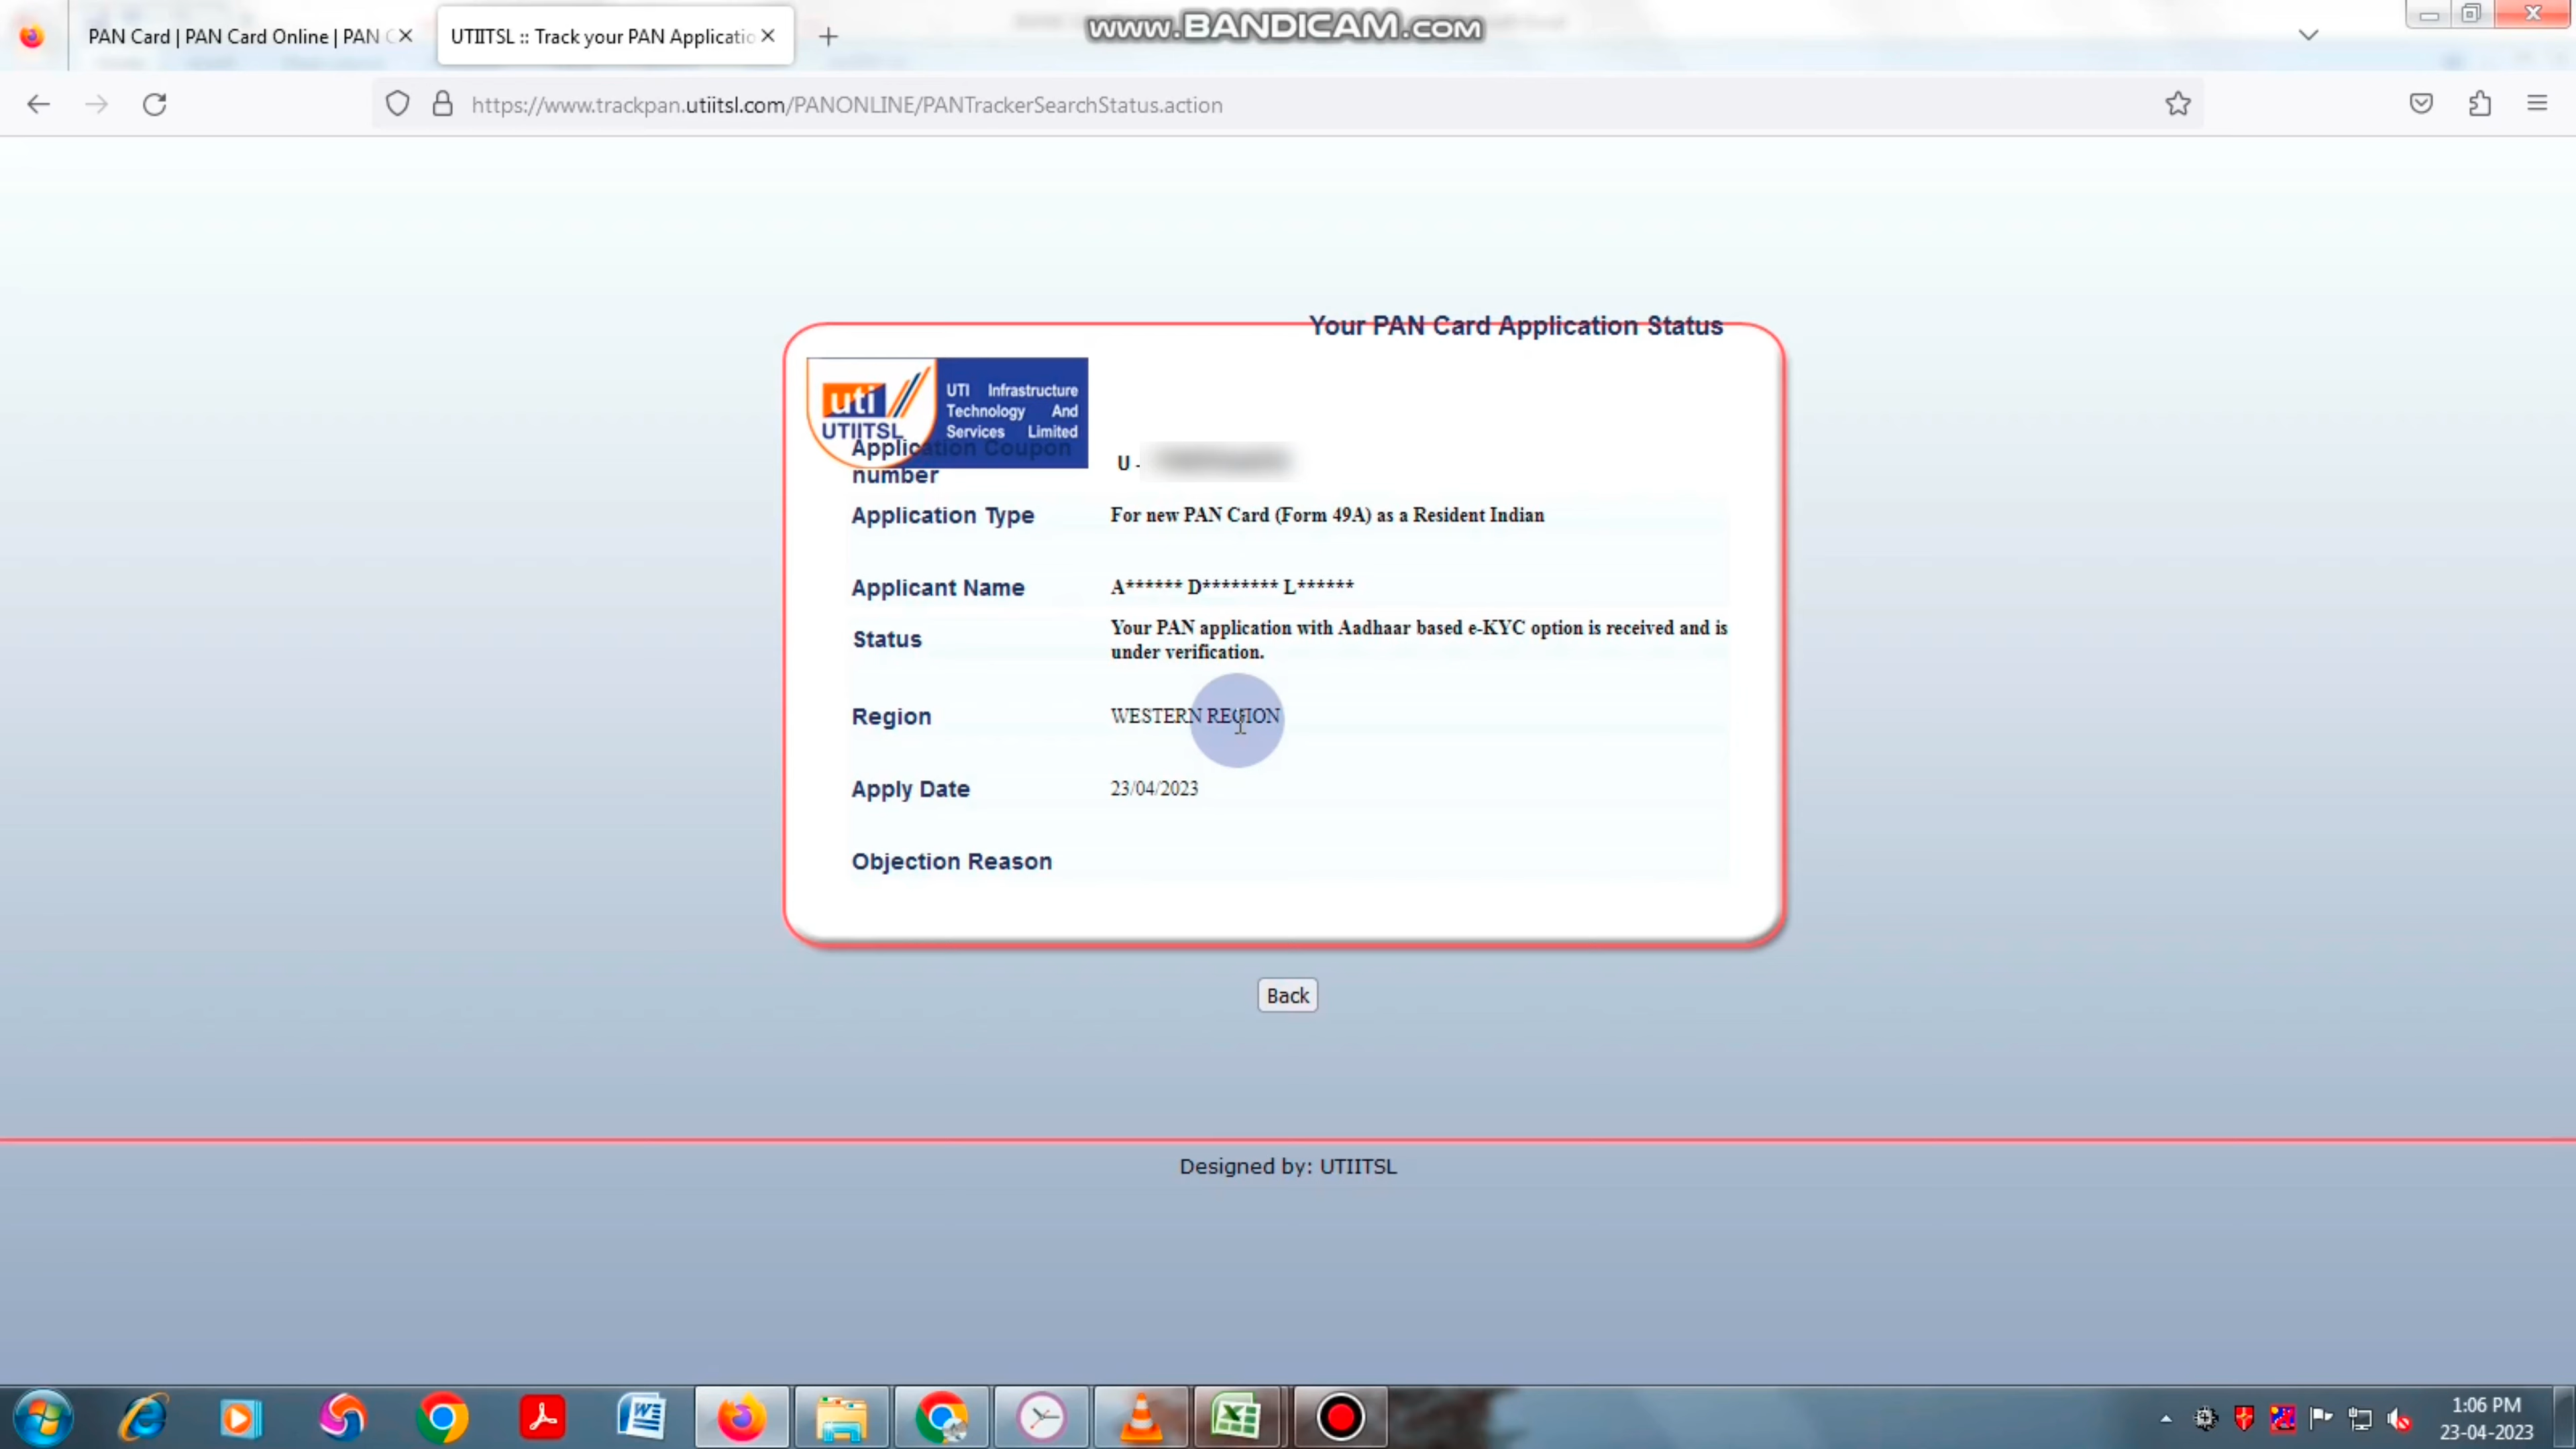 PAN Card | PAN Card Online | PAN C
UTIITSL :: Track your PAN Applicatio
www.BANDICAM.com
https://www.trackpan.utiitsl.com/PANONLINE/PANTrackerSearchStatus.action
Your PAN Card Application Status
uti
UTIITSL
UTI Infrastructure
Technology And
Services Limited
Application Coupon
number
U -
Application Type
For new PAN Card (Form 49A) as a Resident Indian
Applicant Name
A****** D******** L******
Status
Your PAN application with Aadhaar based e-KYC option is received and is
under verification.
Region
WESTERN REGION
Apply Date
23/04/2023
Objection Reason
Back
Designed by: UTIITSL
1:06 PM
23-04-2023